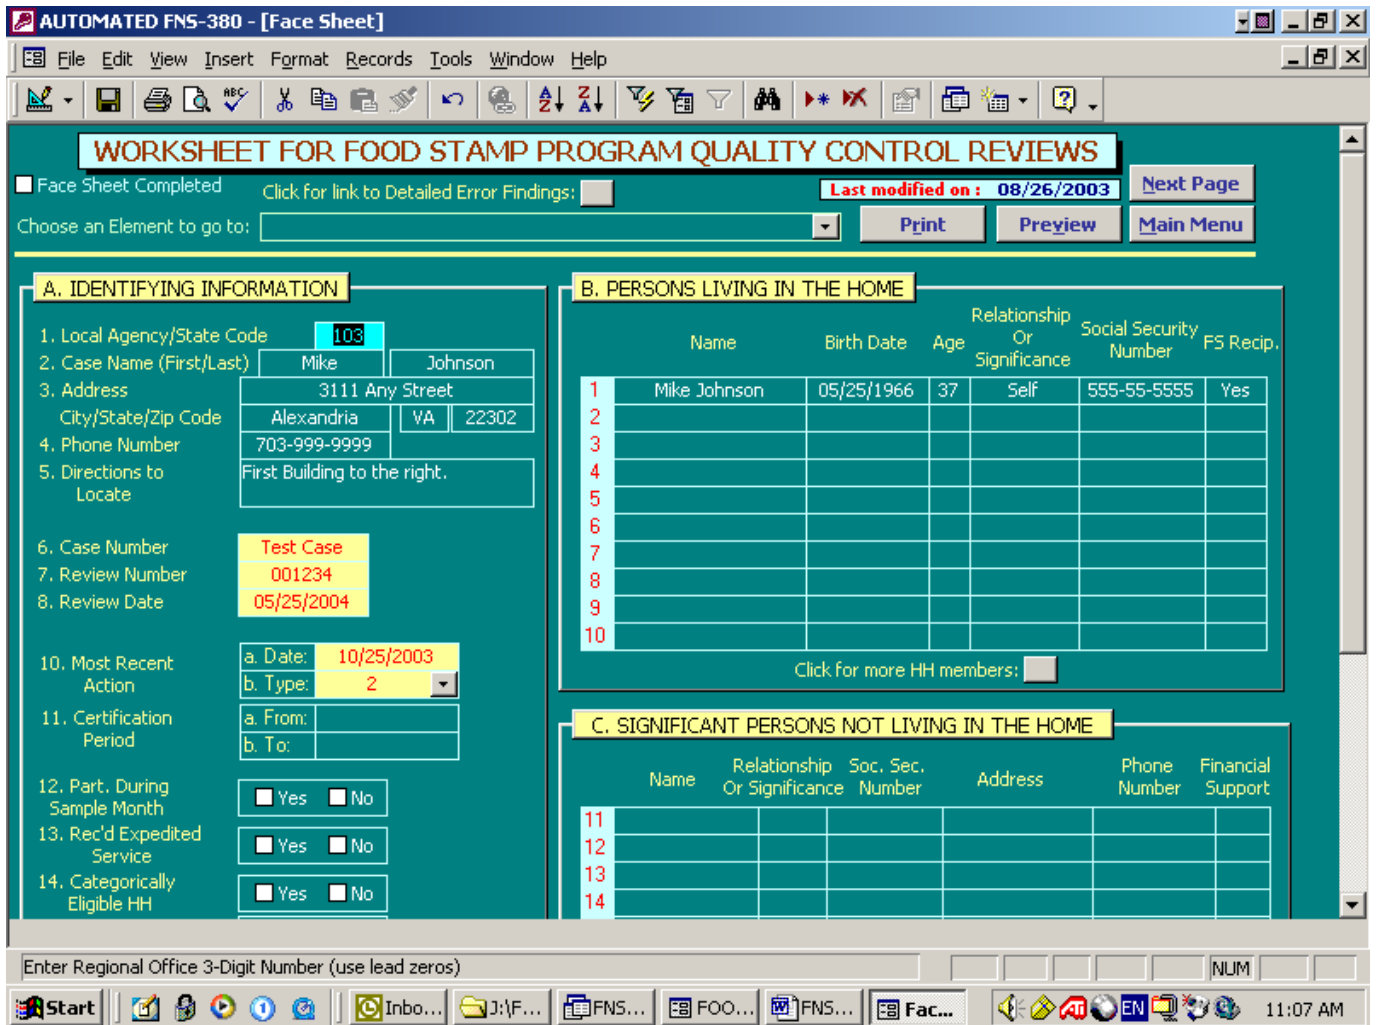 AUTOMATED FNS-380 - [Face Sheet]
File Edit View Insert Format Records Tools Window Help
WORKSHEET FOR FOOD STAMP PROGRAM QUALITY CONTROL REVIEWS
Face Sheet Completed
Click for link to Detailed Error Findings:
Last modified on : 08/26/2003
Next Page
Choose an Element to go to:
Print
Preview
Main Menu
A. IDENTIFYING INFORMATION
1. Local Agency/State Code 103
2. Case Name (First/Last) Mike Johnson
3. Address 3111 Any Street
City/State/Zip Code Alexandria VA 22302
4. Phone Number 703-999-9999
5. Directions to Locate First Building to the right.
6. Case Number Test Case
7. Review Number 001234
8. Review Date 05/25/2004
10. Most Recent Action
a. Date: 10/25/2003
b. Type: 2
11. Certification Period
a. From:
b. To:
12. Part. During Sample Month Yes No
13. Rec'd Expedited Service Yes No
14. Categorically Eligible HH Yes No
B. PERSONS LIVING IN THE HOME
Name Birth Date Age Relationship Or Significance Social Security Number FS Recip.
1 Mike Johnson 05/25/1966 37 Self 555-55-5555 Yes
2
3
4
5
6
7
8
9
10
Click for more HH members:
C. SIGNIFICANT PERSONS NOT LIVING IN THE HOME
Name Relationship Or Significance Soc. Sec. Number Address Phone Number Financial Support
11
12
13
14
Enter Regional Office 3-Digit Number (use lead zeros)
NUM
Start Inbo... J:\F... FNS... FOO... FNS... Fac... EN 11:07 AM